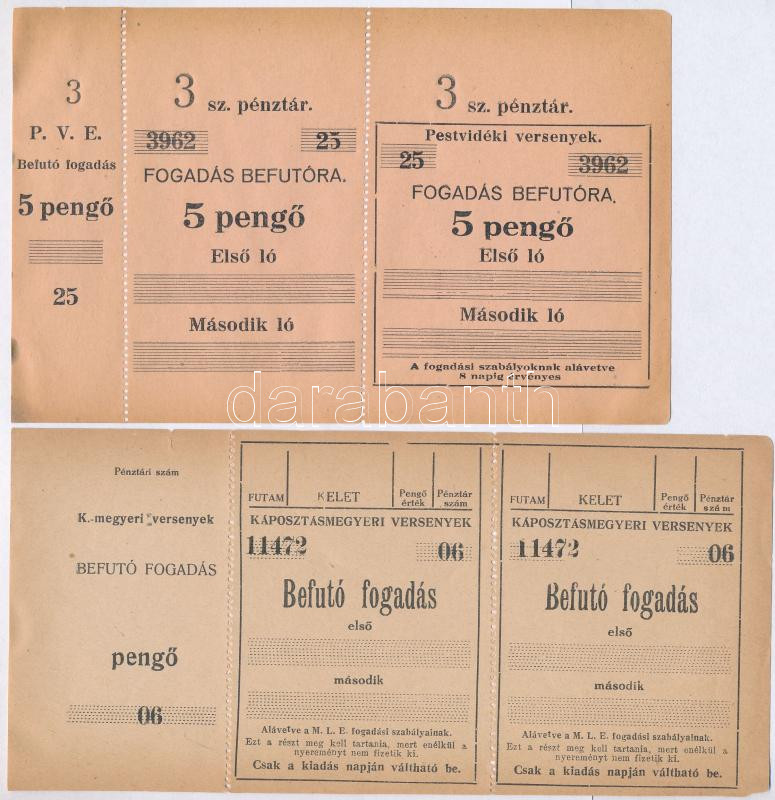 3
P. V. E.
Befutó fogadás
5 pengő
25
3 sz. pénztár.
3962 25
FOGADÁS BEFUTÓRA.
5 pengő
Első ló
Második ló
3 sz. pénztár.
Pestvidéki versenyek.
25 3962
FOGADÁS BEFUTÓRA.
5 pengő
Első ló
Második ló
A fogadási szabályoknak alávetve
8 napig érvényes
darabanth
Pénztári szám
K.-megyeri versenyek
BEFUTÓ FOGADÁS
pengő
06
FUTAM KELET Pengő érték Pénztár szám
KÁPOSZTÁSMEGYERI VERSENYEK
11472 06
Befutó fogadás
első
második
Alávetve a M. L. E. fogadási szabályainak.
Ezt a részt meg kell tartania, mert enélkül a
nyereményt nem fizetik ki.
Csak a kiadás napján váltható be.
FUTAM KELET Pengő érték Pénztár szám
KÁPOSZTÁSMEGYERI VERSENYEK
11472 06
Befutó fogadás
első
második
Alávetve a M. L. E. fogadási szabályainak.
Ezt a részt meg kell tartania, mert enélkül a
nyereményt nem fizetik ki.
Csak a kiadás napján váltható be.